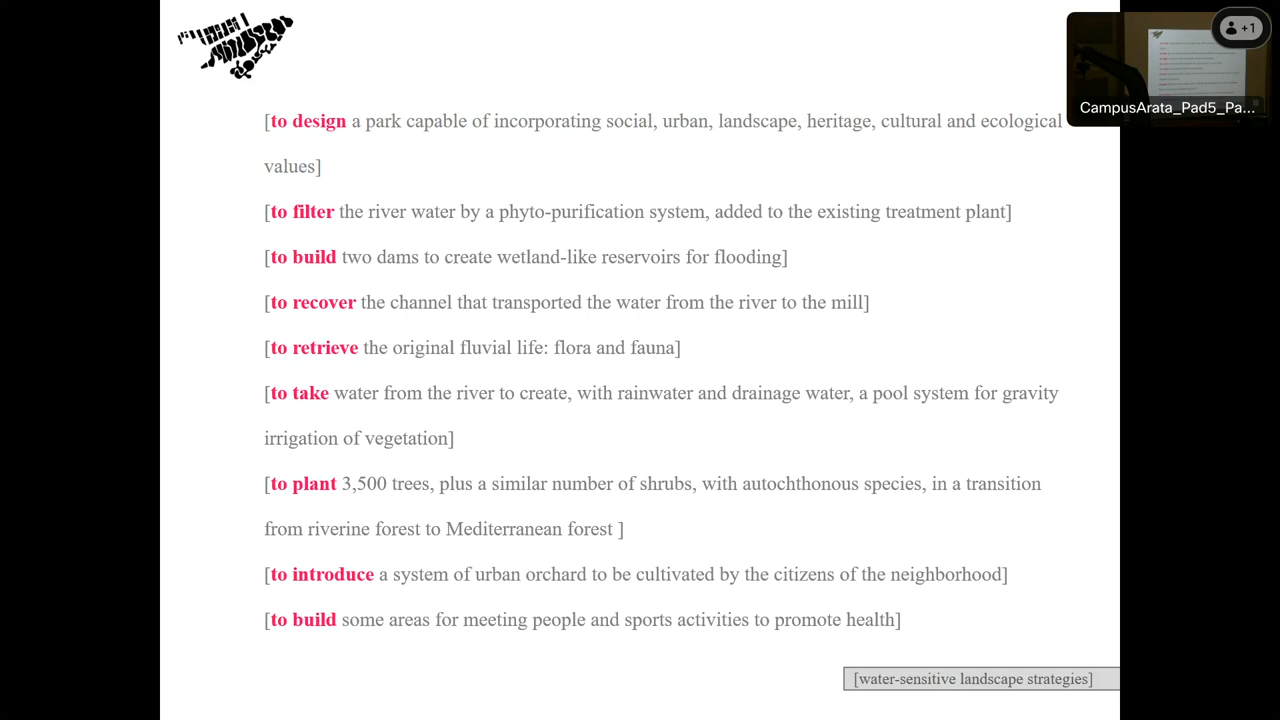 +1
CampusArata_Pad5_Pa...
[to design a park capable of incorporating social, urban, landscape, heritage, cultural and ecological
values]
[to filter the river water by a phyto-purification system, added to the existing treatment plant]
[to build two dams to create wetland-like reservoirs for flooding]
[to recover the channel that transported the water from the river to the mill]
[to retrieve the original fluvial life: flora and fauna]
[to take water from the river to create, with rainwater and drainage water, a pool system for gravity
irrigation of vegetation]
[to plant 3,500 trees, plus a similar number of shrubs, with autochthonous species, in a transition
from riverine forest to Mediterranean forest ]
[to introduce a system of urban orchard to be cultivated by the citizens of the neighborhood]
[to build some areas for meeting people and sports activities to promote health]
[water-sensitive landscape strategies]